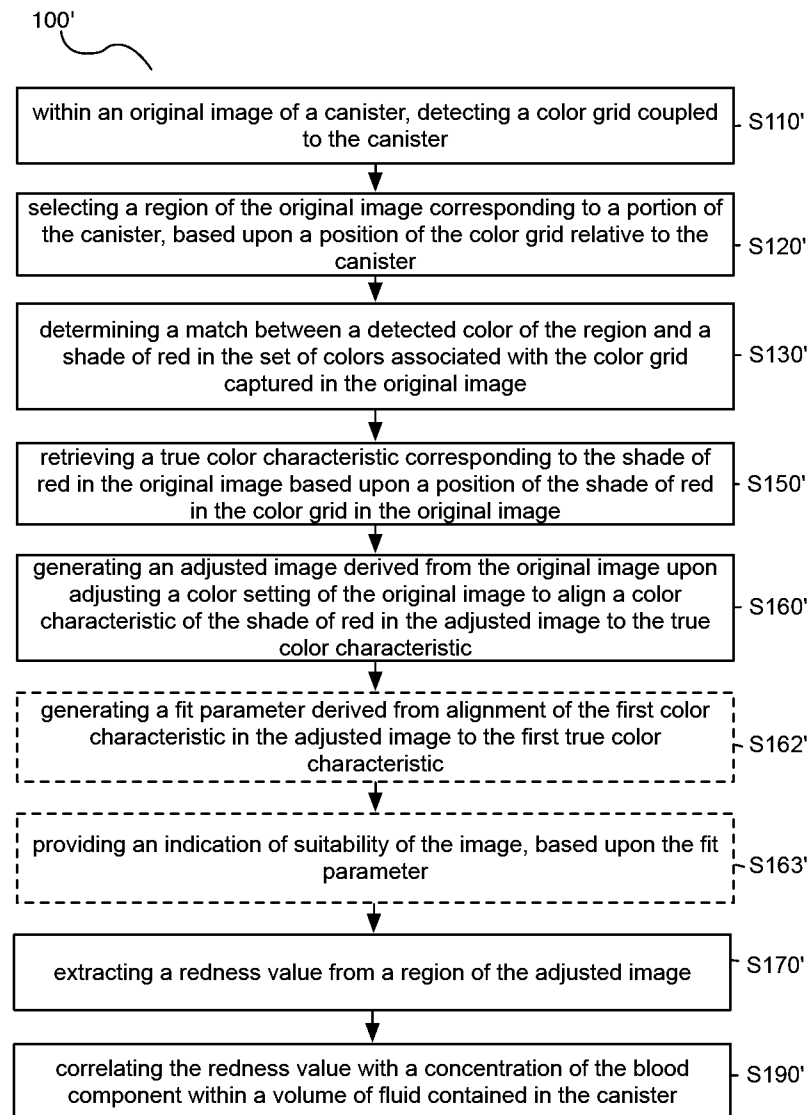 100'
within an original image of a canister, detecting a color grid coupled
to the canister
S110'
selecting a region of the original image corresponding to a portion of
the canister, based upon a position of the color grid relative to the
canister
S120'
determining a match between a detected color of the region and a
shade of red in the set of colors associated with the color grid
captured in the original image
S130'
retrieving a true color characteristic corresponding to the shade of
red in the original image based upon a position of the shade of red
in the color grid in the original image
S150'
generating an adjusted image derived from the original image upon
adjusting a color setting of the original image to align a color
characteristic of the shade of red in the adjusted image to the true
color characteristic
S160'
generating a fit parameter derived from alignment of the first color
characteristic in the adjusted image to the first true color
characteristic
S162'
providing an indication of suitability of the image, based upon the fit
parameter
S163'
extracting a redness value from a region of the adjusted image
S170'
correlating the redness value with a concentration of the blood
component within a volume of fluid contained in the canister
S190'